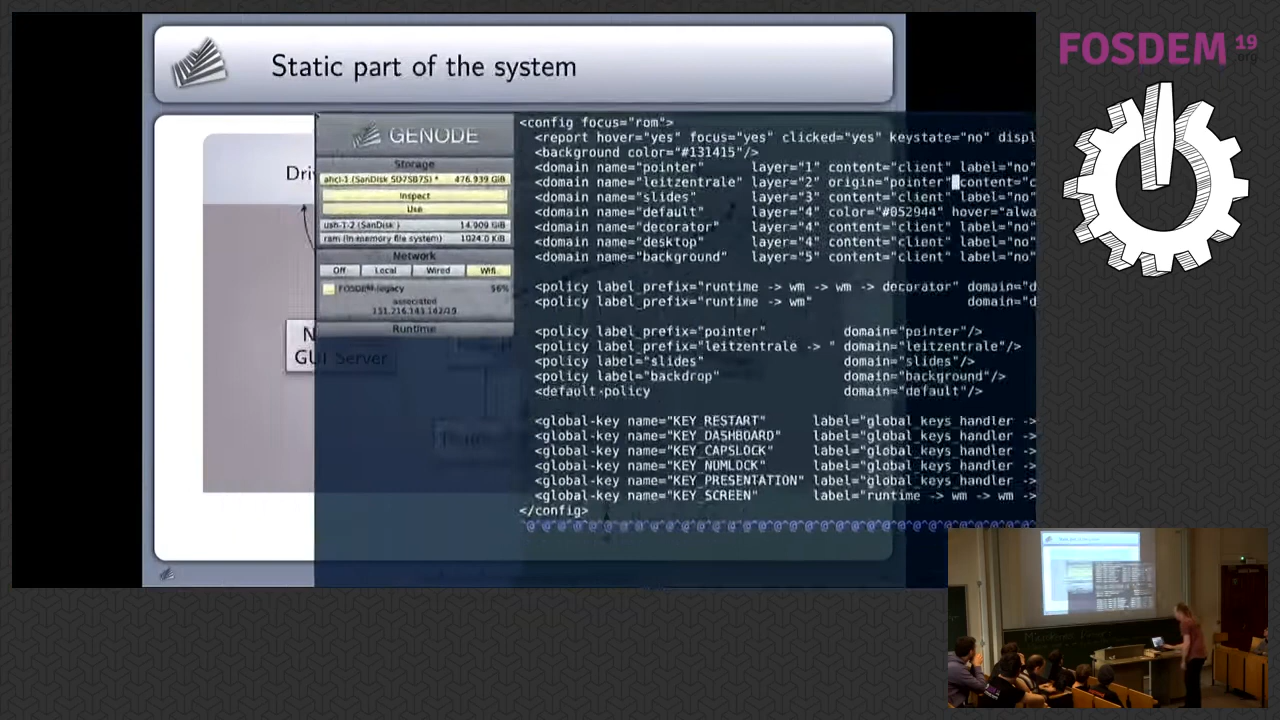 FOSDEM 19
.org
Static part of the system
GENODE
Storage
ahci-1 (SanDisk SD7SB7S) * 476.939 GiB
Inspect
Use
usb-1-2 (SanDisk ) 14.909 GiB
ram (in-memory file system) 1024.0 KiB
Network
Off Local Wired Wifi
FOSDEM-legacy 56%
associated
Runtime
Dri
N
GUI Server
<config focus="rom">
<report hover="yes" focus="yes" clicked="yes" keystate="no" displ
<background color="#131415"/>
<domain name="pointer" layer="1" content="client" label="no"
<domain name="leitzentrale" layer="2" origin="pointer" content="c
<domain name="slides" layer="3" content="client" label="no"
<domain name="default" layer="4" color="#052944" hover="alwa
<domain name="decorator" layer="4" content="client" label="no"
<domain name="desktop" layer="4" content="client" label="no"
<domain name="background" layer="5" content="client" label="no"
<policy label_prefix="runtime -> wm -> wm -> decorator" domain="d
<policy label_prefix="runtime -> wm" domain="d
<policy label_prefix="pointer" domain="pointer"/>
<policy label_prefix="leitzentrale -> " domain="leitzentrale"/>
<policy label="slides" domain="slides"/>
<policy label="backdrop" domain="background"/>
<default-policy domain="default"/>
<global-key name="KEY_RESTART" label="global_keys_handler ->
<global-key name="KEY_DASHBOARD" label="global_keys_handler ->
<global-key name="KEY_CAPSLOCK" label="global_keys_handler ->
<global-key name="KEY_NUMLOCK" label="global_keys_handler ->
<global-key name="KEY_PRESENTATION" label="global_keys_handler ->
<global-key name="KEY_SCREEN" label="runtime -> wm -> wm ->
</config>